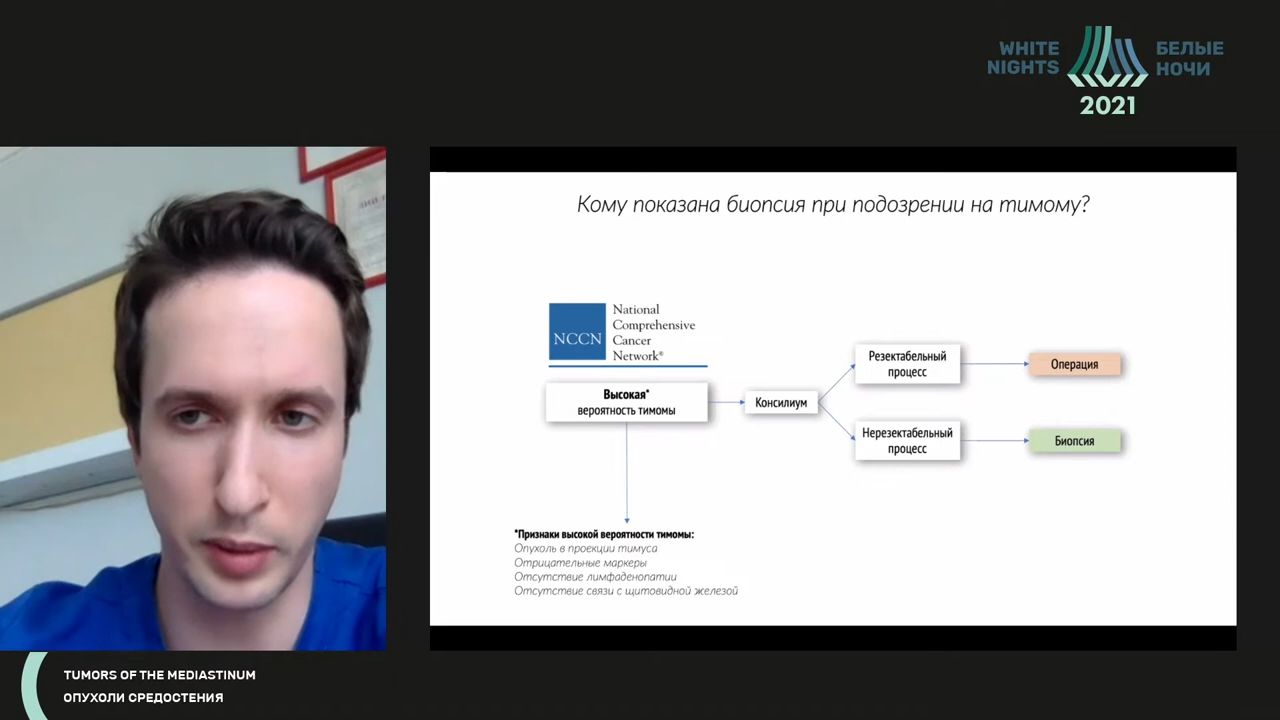 WHITE
NIGHTS
БЕЛЫЕ
НОЧИ
2021
Кому показана биопсия при подозрении на тимому?
NCCN
National
Comprehensive
Cancer
Network®
Высокая*
вероятность тимомы
Консилиум
Резектабельный
процесс
Операция
Нерезектабельный
процесс
Биопсия
*Признаки высокой вероятности тимомы:
Опухоль в проекции тимуса
Отрицательные маркеры
Отсутствие лимфаденопатии
Отсутствие связи с щитовидной железой
TUMORS OF THE MEDIASTINUM
ОПУХОЛИ СРЕДОСТЕНИЯ